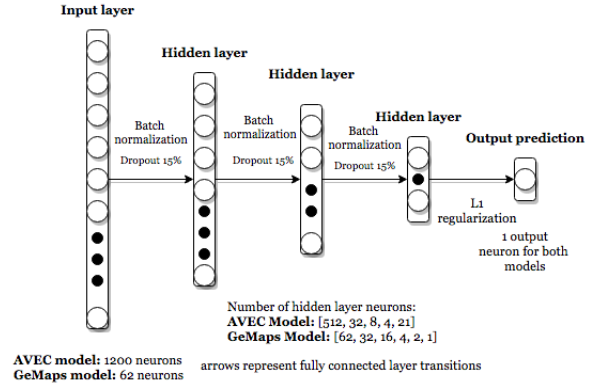 Input layer
Hidden layer
Hidden layer
Hidden layer
Output prediction
Batch
normalization
Dropout 15%
Batch
normalization
Dropout 15%
Batch
normalization
Dropout 15%
L1
regularization
1 output
neuron for both
models
Number of hidden layer neurons:
AVEC Model: [512, 32, 8, 4, 21]
GeMaps Model: [62, 32, 16, 4, 2, 1]
AVEC model: 1200 neurons
GeMaps model: 62 neurons
arrows represent fully connected layer transitions